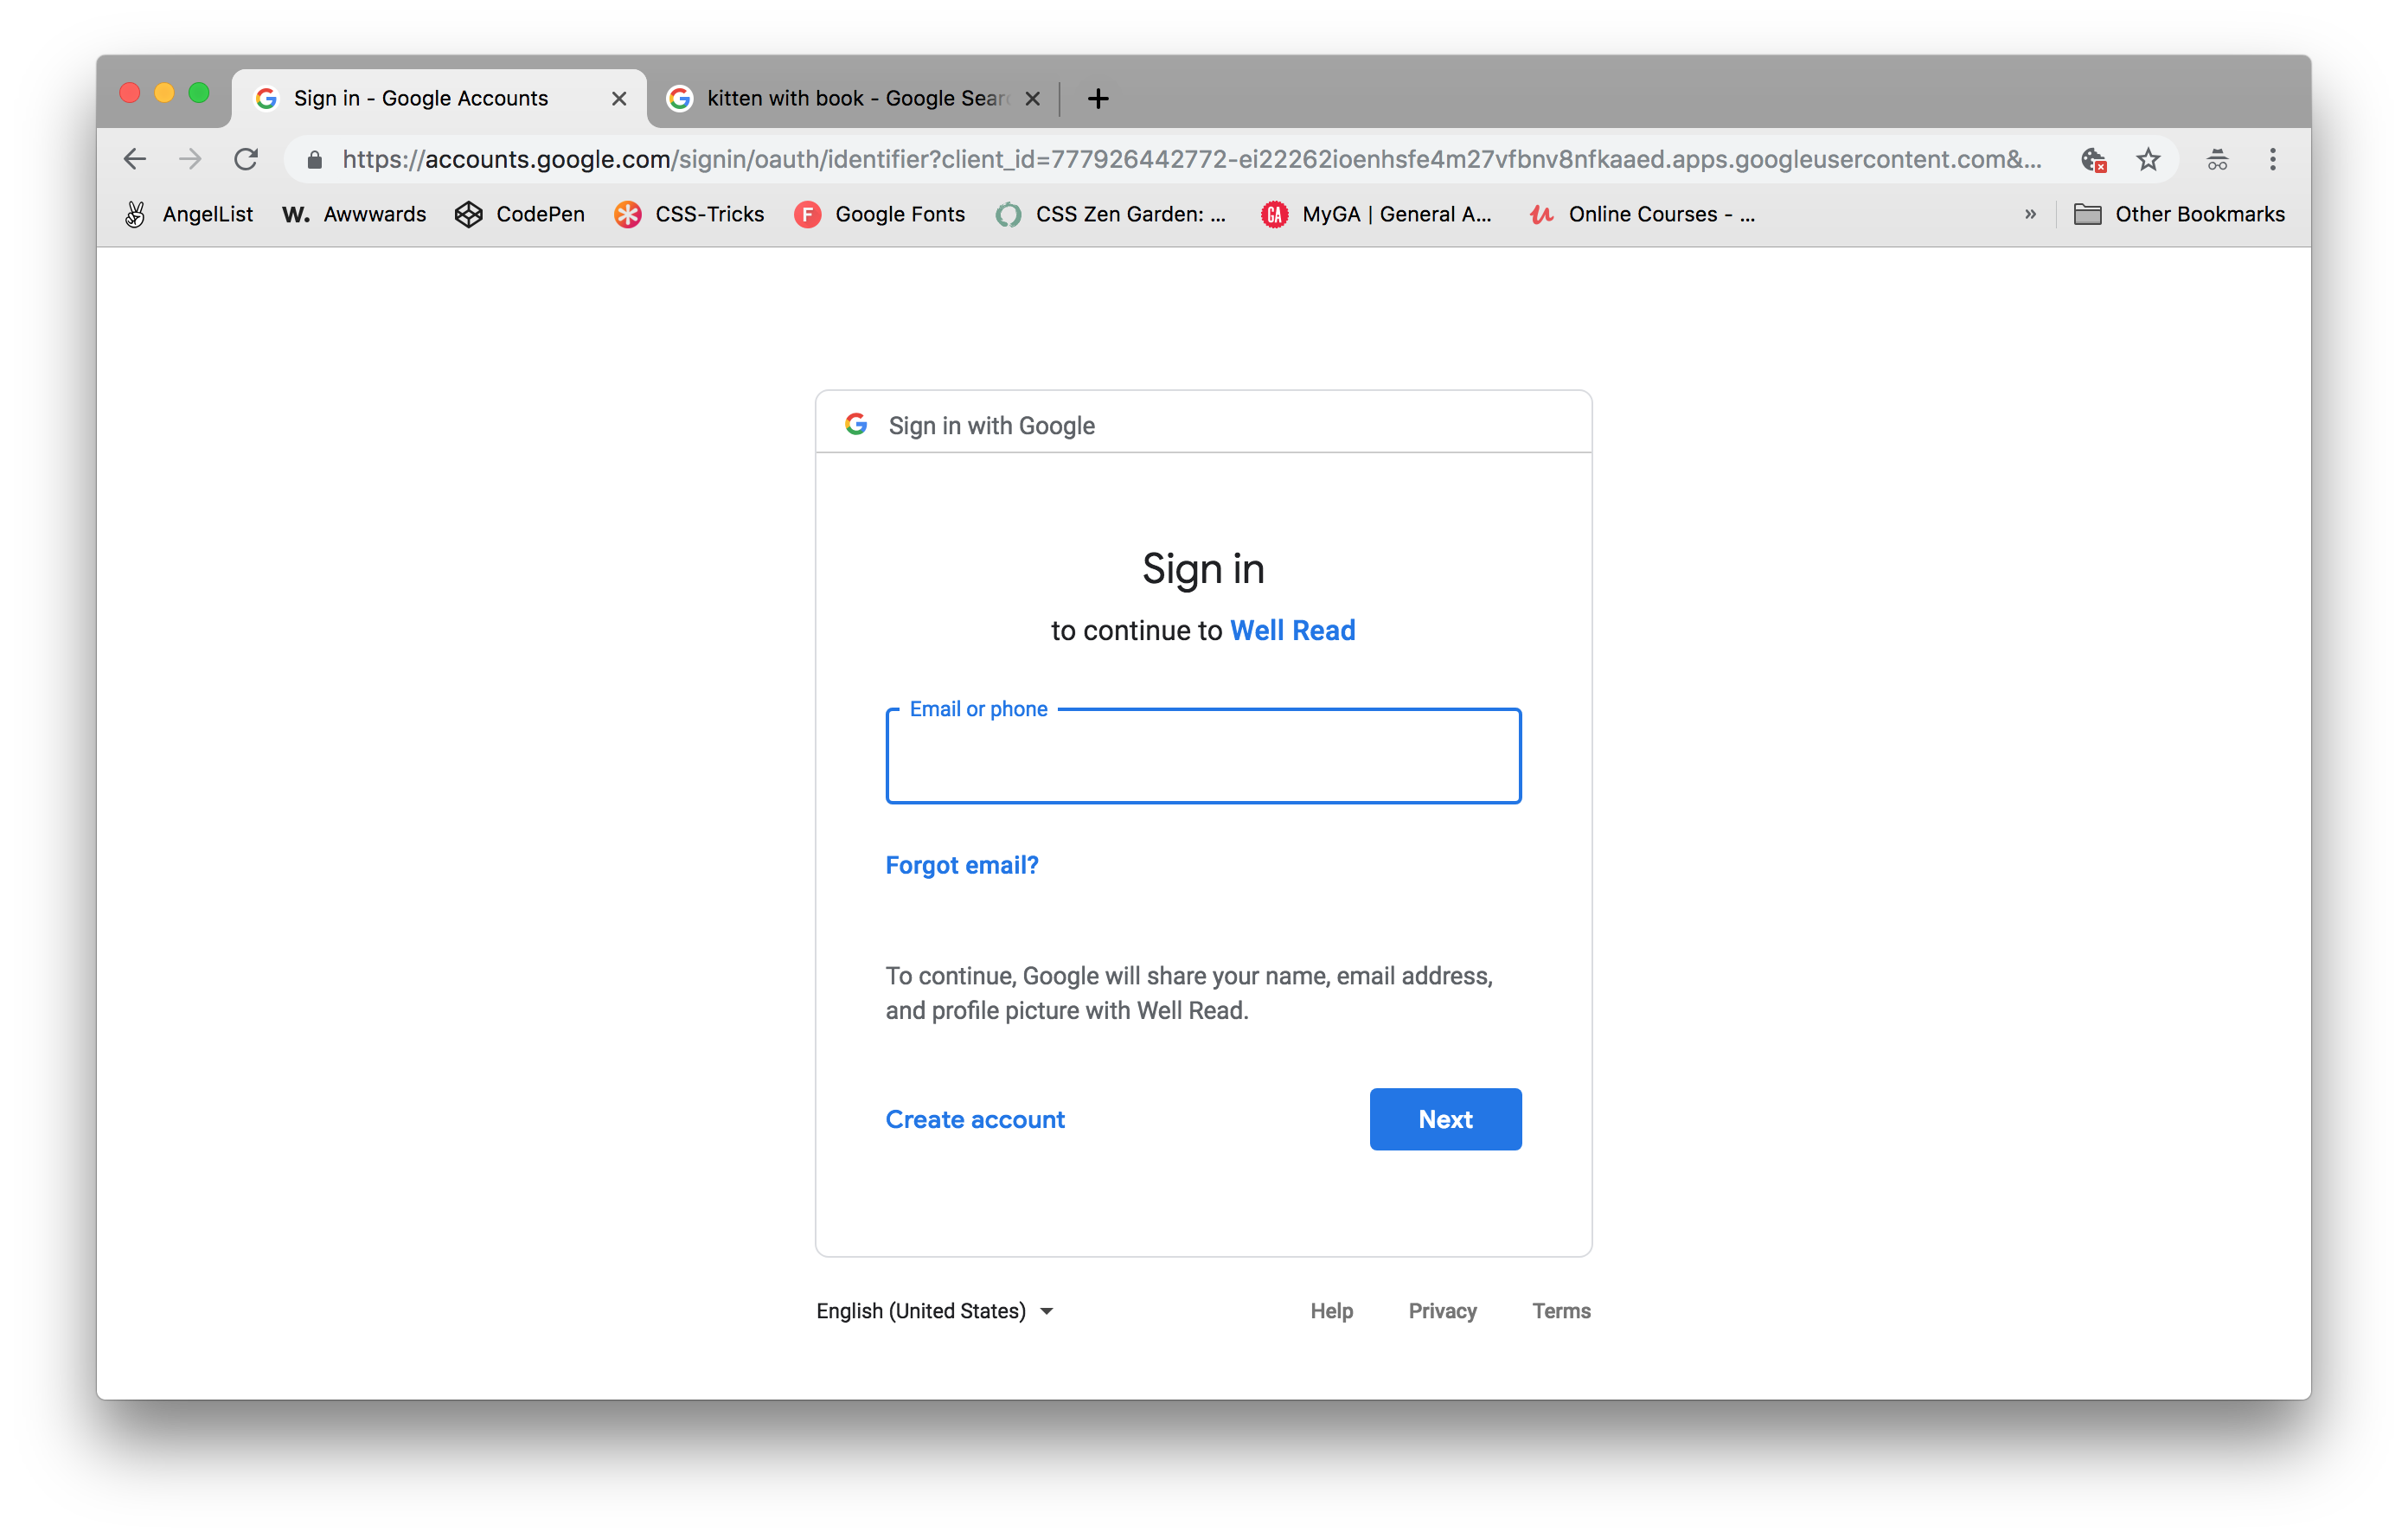 Sign in - Google Accounts
kitten with book - Google Sear
https://accounts.google.com/signin/oauth/identifier?client_id=777926442772-ei22262ioenhsfe4m27vfbnv8nfkaaed.apps.googleusercontent.com&...
AngelList W. Awwwards CodePen CSS-Tricks F Google Fonts CSS Zen Garden: ... GA MyGA | General A... Online Courses - ... » Other Bookmarks
Sign in with Google
Sign in
to continue to Well Read
Email or phone
Forgot email?
To continue, Google will share your name, email address,
and profile picture with Well Read.
Create account
Next
English (United States)
Help Privacy Terms